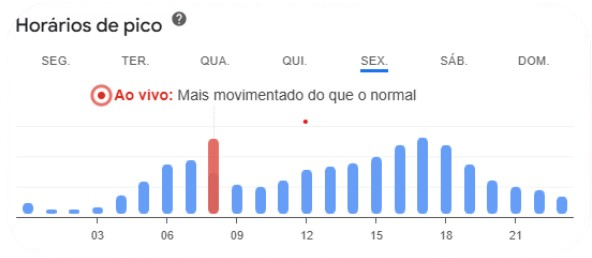 Horários de pico ?
SEG. TER. QUA. QUI. SEX. SÁB. DOM.
Ao vivo: Mais movimentado do que o normal
03 06 09 12 15 18 21